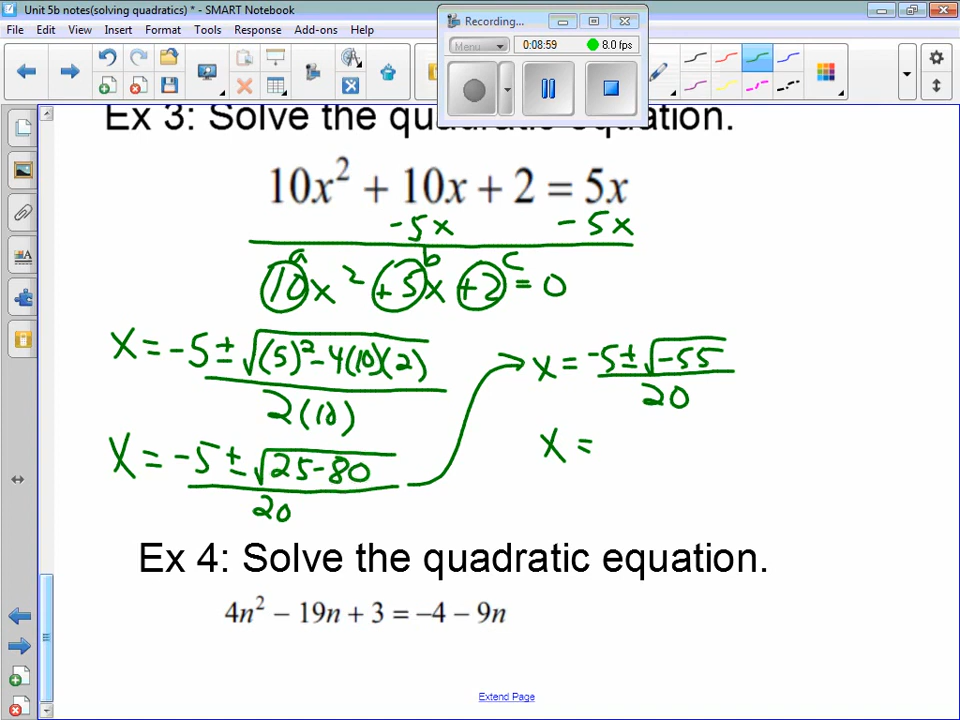 Unit 5b notes(solving quadratics) * - SMART Notebook
File Edit View Insert Format Tools Response Add-ons Help
Recording...
Menu 0:08:59 8.0 fps
Ex 3: Solve the quadratic equation.
10x² + 10x + 2 = 5x
-5x -5x
a b c
10x² +5x +2 = 0
x = -5 ± √(5)² - 4(10)(2)
2(10)
x = -5 ± √25-80
20
x = -5 ± √-55
20
x =
Ex 4: Solve the quadratic equation.
4n² − 19n + 3 = −4 − 9n
Extend Page